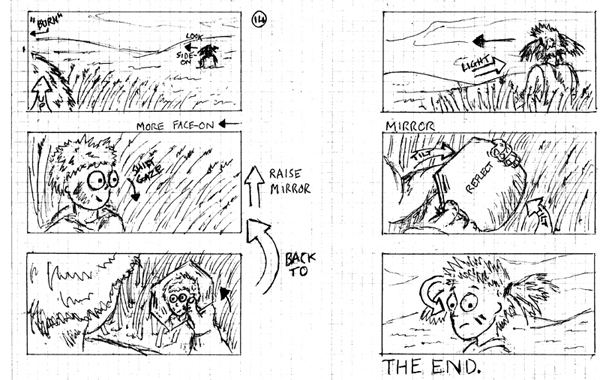 "BURN"
14
LOOK
SIDE-
ON
LIGHT
MORE FACE-ON
MIRROR
SHIFT
GAZE
RAISE
MIRROR
TILT
REFLECT
TILT
BACK
TO
THE END.